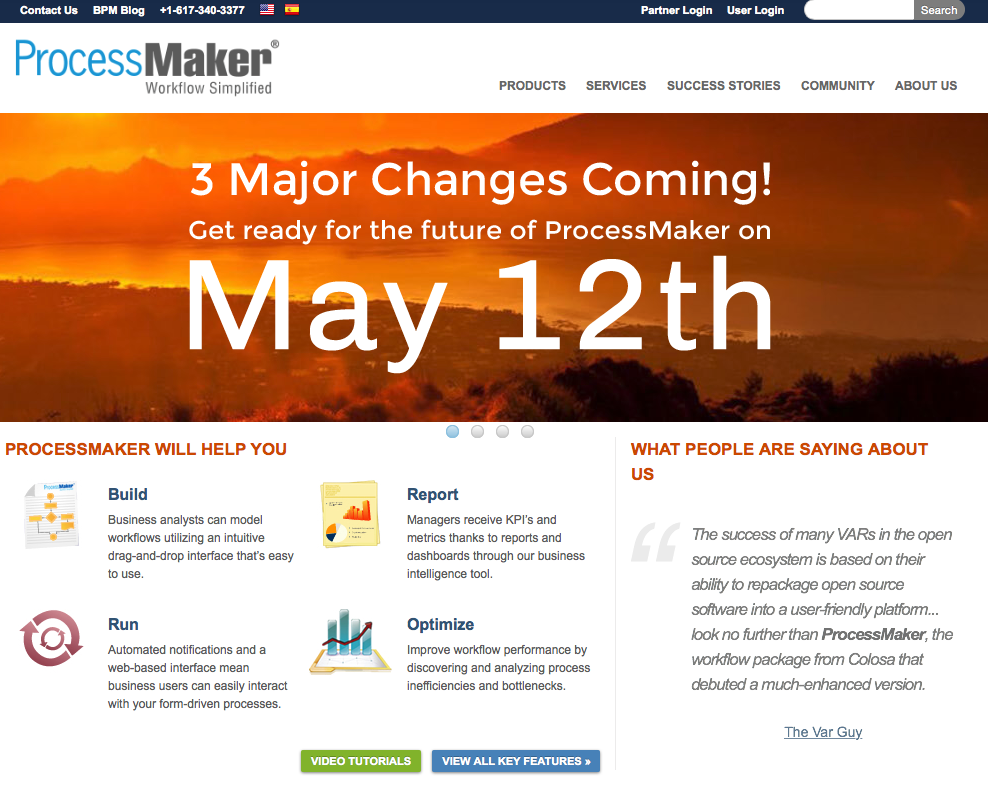 Contact Us BPM Blog +1-617-340-3377 Partner Login User Login Search
ProcessMaker®
Workflow Simplified
PRODUCTS SERVICES SUCCESS STORIES COMMUNITY ABOUT US
3 Major Changes Coming!
Get ready for the future of ProcessMaker on
May 12th
PROCESSMAKER WILL HELP YOU
ProcessMaker
Build
Business analysts can model
workflows utilizing an intuitive
drag-and-drop interface that's easy
to use.
Report
Managers receive KPI's and
metrics thanks to reports and
dashboards through our business
intelligence tool.
Run
Automated notifications and a
web-based interface mean
business users can easily interact
with your form-driven processes.
Optimize
Improve workflow performance by
discovering and analyzing process
inefficiencies and bottlenecks.
VIDEO TUTORIALS VIEW ALL KEY FEATURES »
WHAT PEOPLE ARE SAYING ABOUT
US
“
The success of many VARs in the open
source ecosystem is based on their
ability to repackage open source
software into a user-friendly platform...
look no further than ProcessMaker, the
workflow package from Colosa that
debuted a much-enhanced version.
The Var Guy